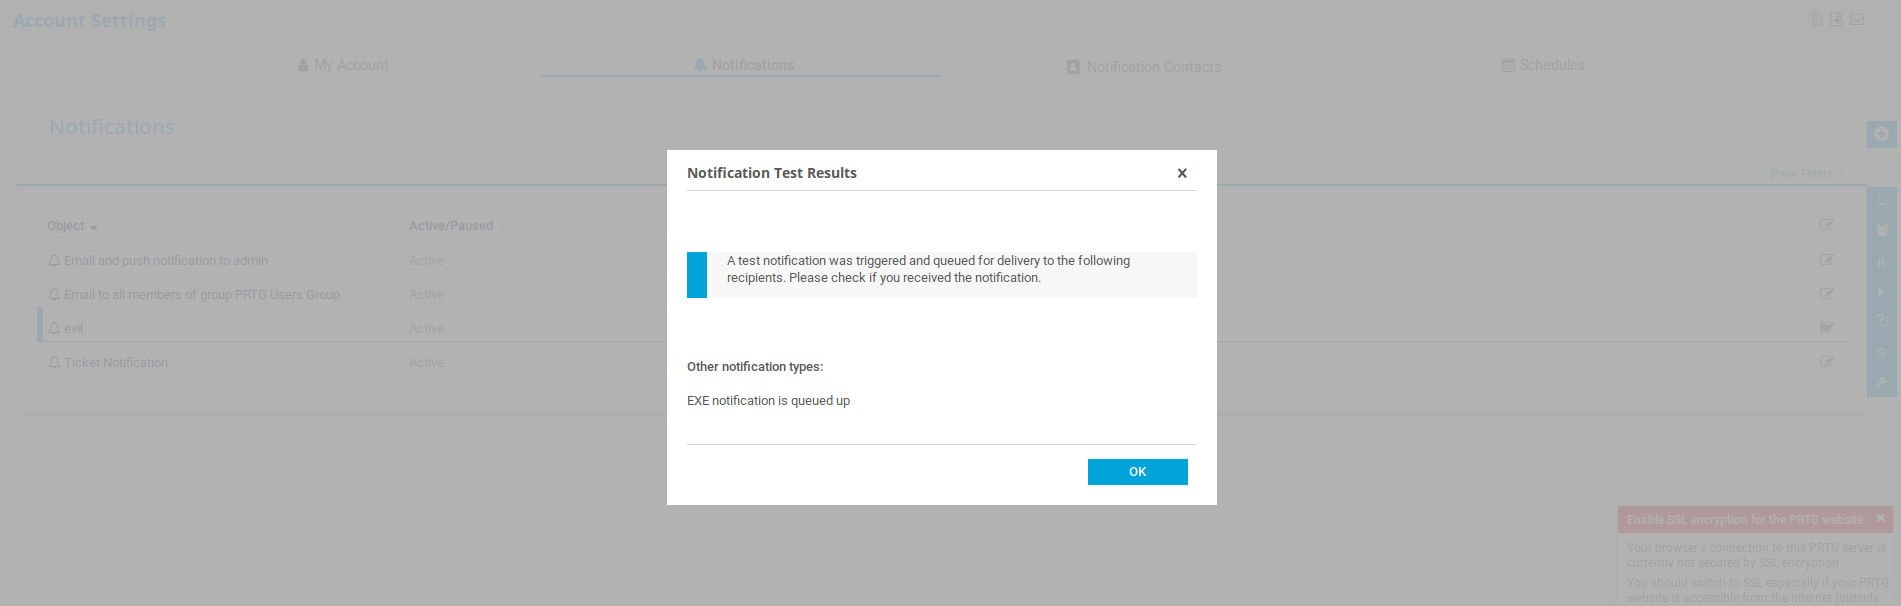 Account Settings
My Account
Notifications
Notification Contacts
Schedules
Notifications
Show Filters
Object
Active/Paused
Email and push notification to admin
Active
Email to all members of group PRTG Users Group
Active
evil
Active
Ticket Notification
Active
Notification Test Results
A test notification was triggered and queued for delivery to the following
recipients. Please check if you received the notification.
Other notification types:
EXE notification is queued up
OK
Enable SSL encryption for the PRTG website
Your browser's connection to this PRTG server is
currently not secured by SSL encryption.
You should switch to SSL especially if your PRTG
website is accessible from the internet (outside